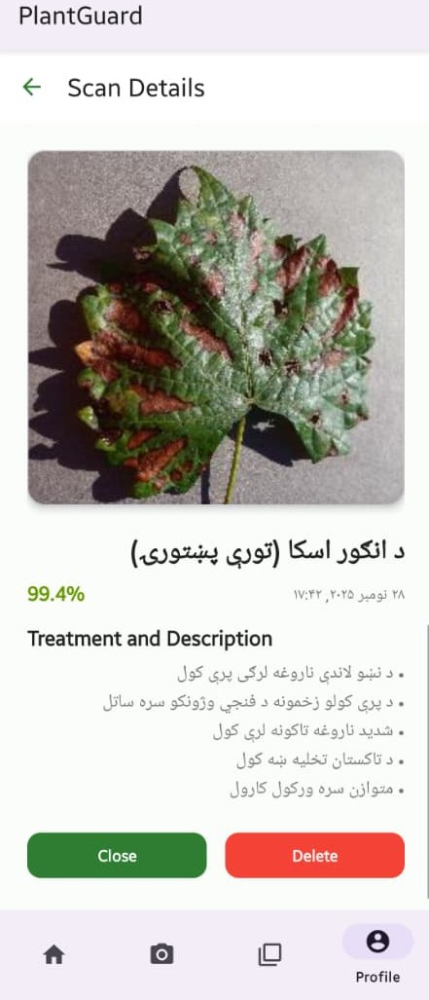 PlantGuard
Scan Details
د انګور اسکا (تورې پښتورۍ)
99.4%
۲۸ نومبر ۲۰۲۵, ۱۷:۴۲
Treatment and Description
• د نښو لاندې ناروغه لرګی پرې کول
• د پرې کولو زخمونه د فنجي وژونکو سره ساتل
• شدید ناروغه تاکونه لرې کول
• د تاکستان تخلیه ښه کول
• متوازن سره ورکول کارول
Close
Delete
Profile